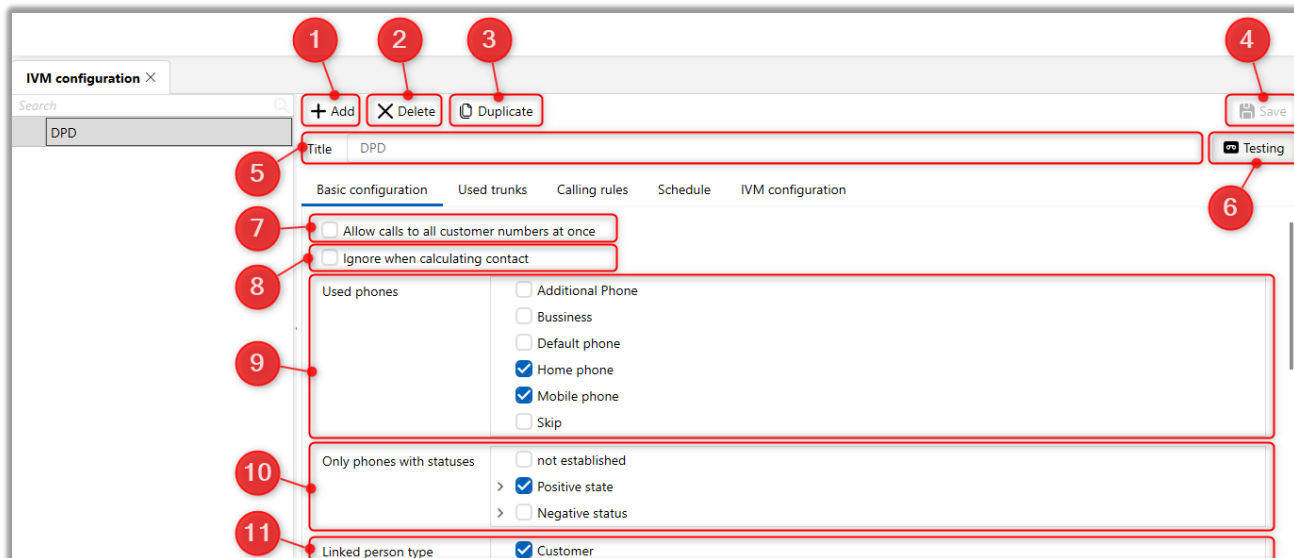 1 2 3 4
IVM configuration
Search
Add Delete Duplicate Save
DPD
Title DPD Testing
5
Basic configuration Used trunks Calling rules Schedule IVM configuration
6
7 Allow calls to all customer numbers at once
8 Ignore when calculating contact
Used phones Additional Phone
Bussiness
Default phone
9 Home phone
Mobile phone
Skip
Only phones with statuses not established
10 Positive state
Negative status
11
Linked person type Customer